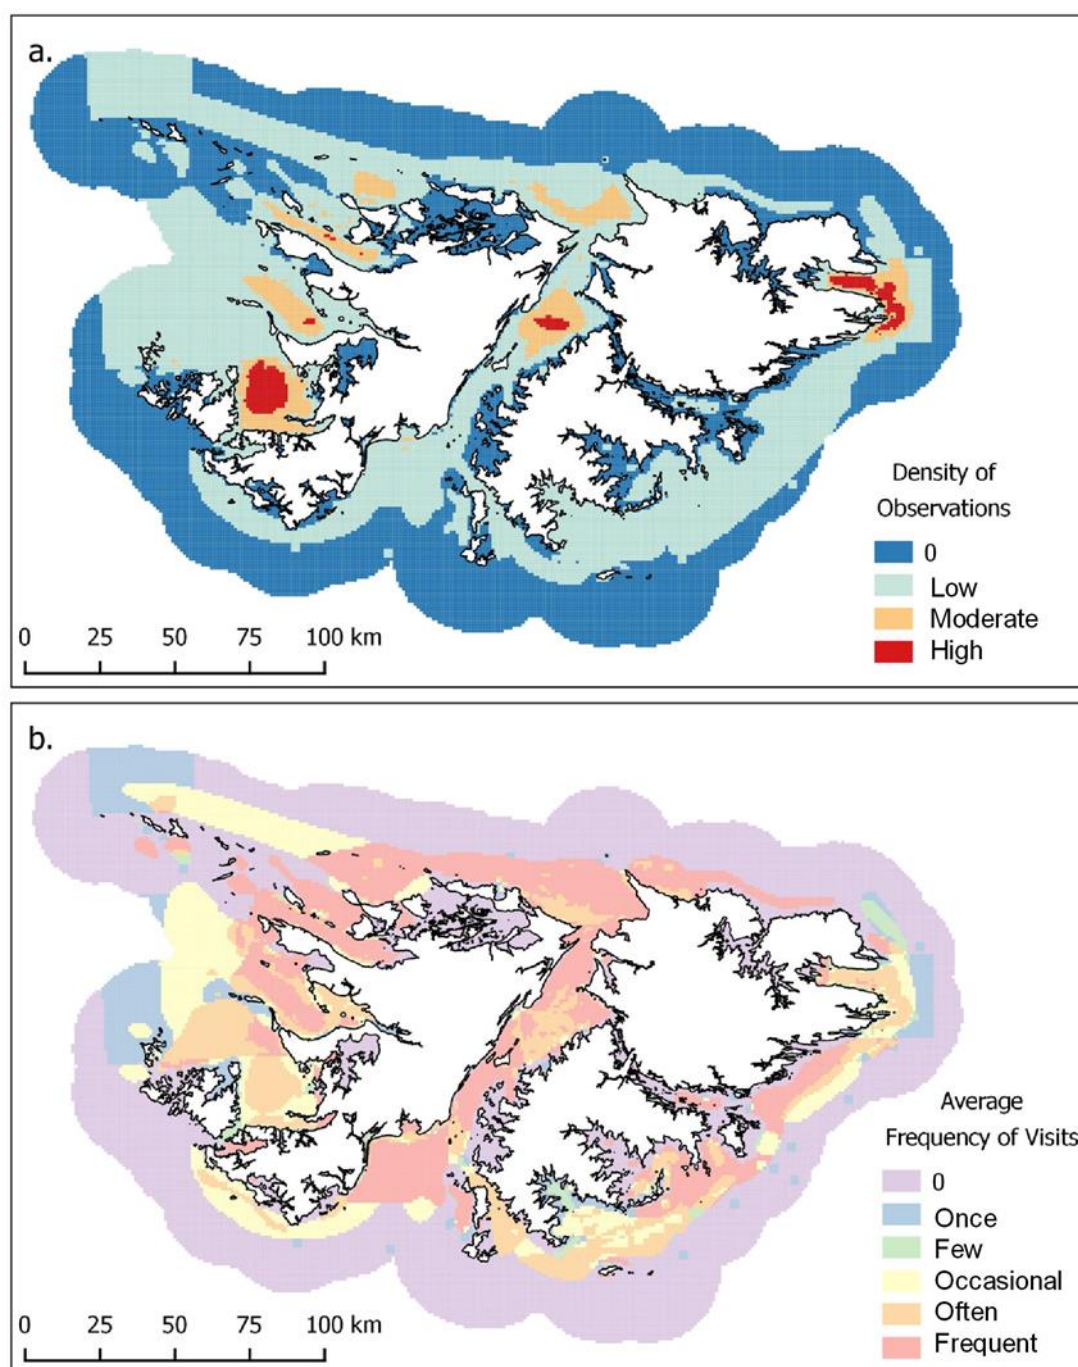 a.
Density of
Observations
0
Low
Moderate
High
0 25 50 75 100 km
b.
Average
Frequency of Visits
0
Once
Few
Occasional
Often
Frequent
0 25 50 75 100 km